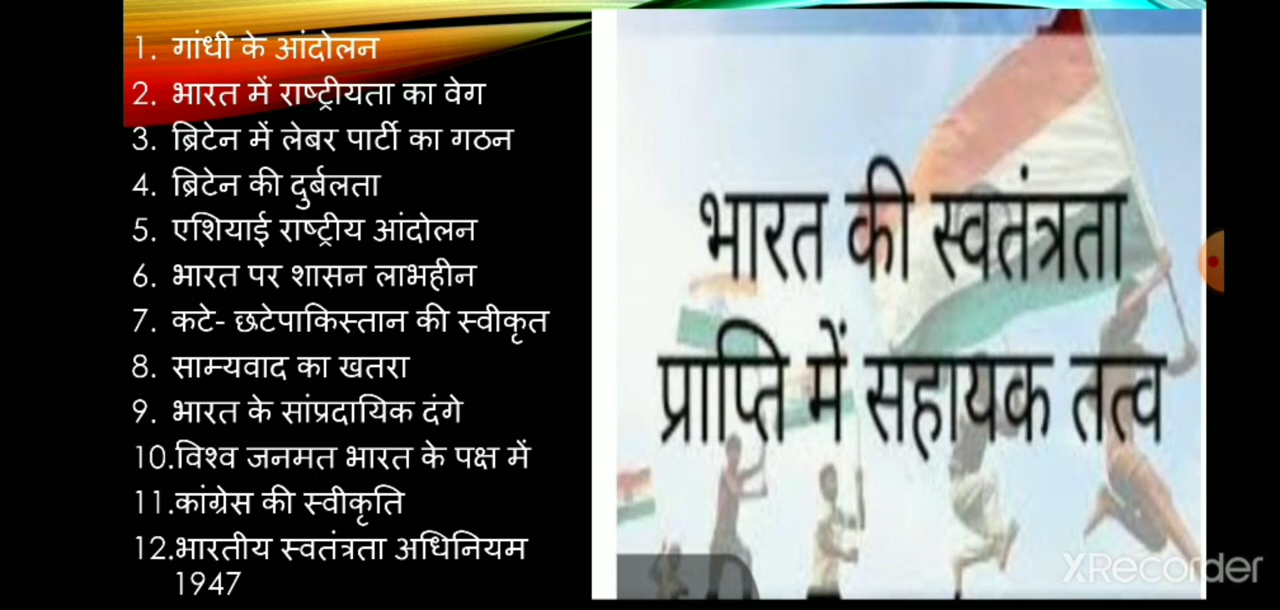 1. गांधी के आंदोलन
2. भारत में राष्ट्रीयता का वेग
3. ब्रिटेन में लेबर पार्टी का गठन
4. ब्रिटेन की दुर्बलता
5. एशियाई राष्ट्रीय आंदोलन
6. भारत पर शासन लाभहीन
7. कटे- छटेपाकिस्तान की स्वीकृत
8. साम्यवाद का खतरा
9. भारत के सांप्रदायिक दंगे
10.विश्व जनमत भारत के पक्ष में
11.कांग्रेस की स्वीकृति
12.भारतीय स्वतंत्रता अधिनियम
1947
भारत की स्वतंत्रता
प्राप्ति में सहायक तत्व
XRecorder